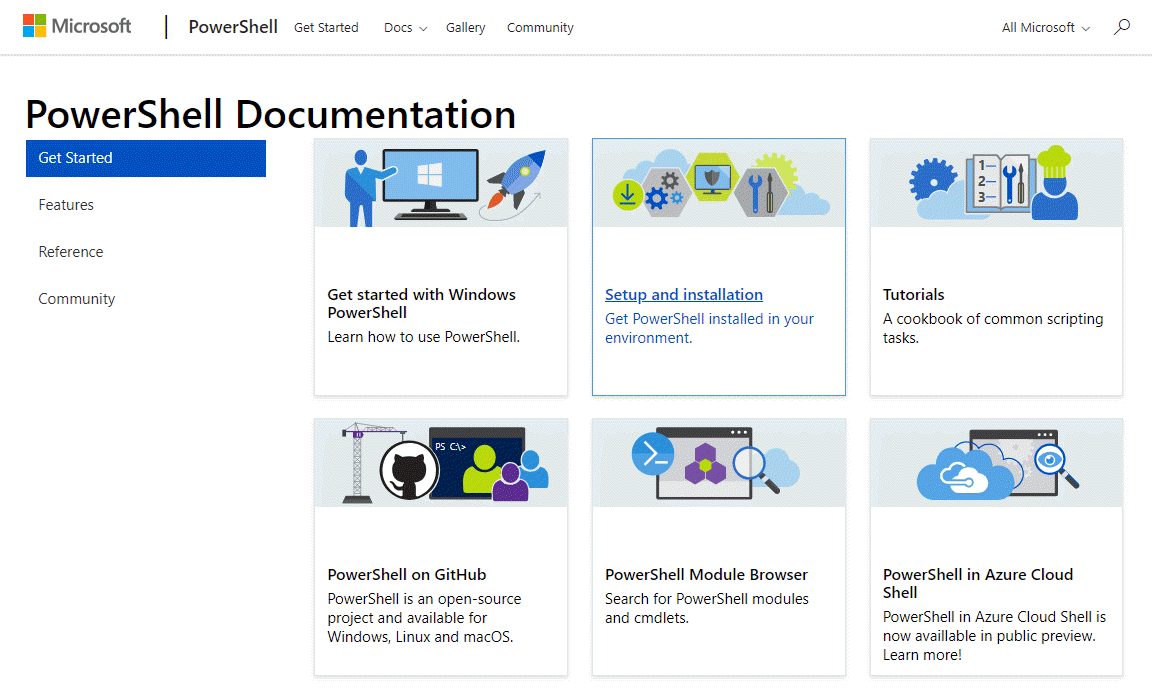 Microsoft
PowerShell
Get Started
Docs
Gallery
Community
All Microsoft
PowerShell Documentation
Get Started
Features
Reference
Community
Get started with Windows
PowerShell
Learn how to use PowerShell.
Setup and installation
Get PowerShell installed in your
environment.
1
2
3
Tutorials
A cookbook of common scripting
tasks.
PS C:\>
PowerShell on GitHub
PowerShell is an open-source
project and available for
Windows, Linux and macOS.
PowerShell Module Browser
Search for PowerShell modules
and cmdlets.
PowerShell in Azure Cloud
Shell
PowerShell in Azure Cloud Shell is
now availlable in public preview.
Learn more!